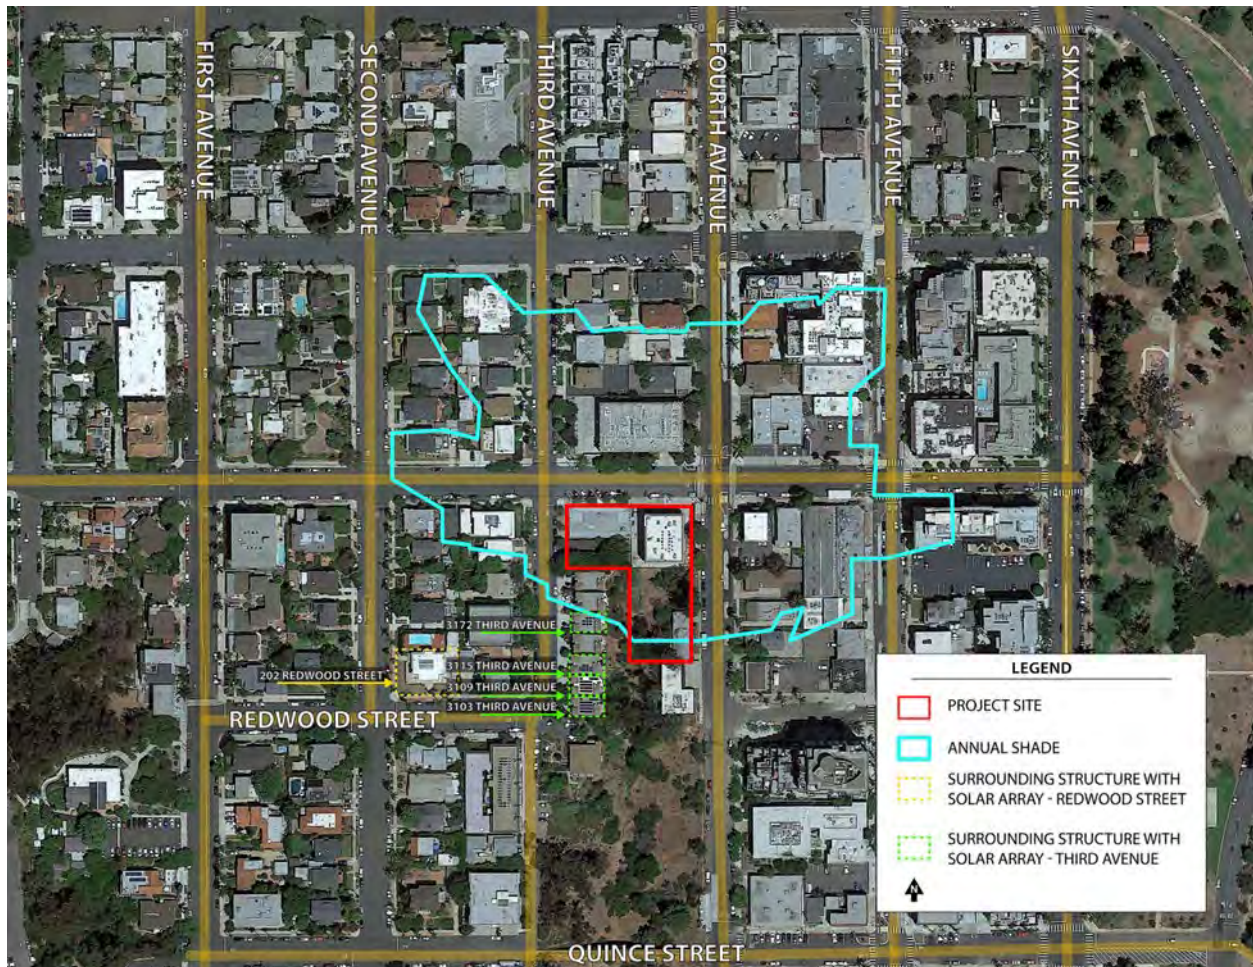 FIRST AVENUE
SECOND AVENUE
THIRD AVENUE
FOURTH AVENUE
FIFTH AVENUE
SIXTH AVENUE
3172 THIRD AVENUE
3115 THIRD AVENUE
202 REDWOOD STREET
3109 THIRD AVENUE
3103 THIRD AVENUE
REDWOOD STREET
QUINCE STREET
LEGEND
PROJECT SITE
ANNUAL SHADE
SURROUNDING STRUCTURE WITH
SOLAR ARRAY - REDWOOD STREET
SURROUNDING STRUCTURE WITH
SOLAR ARRAY - THIRD AVENUE
N